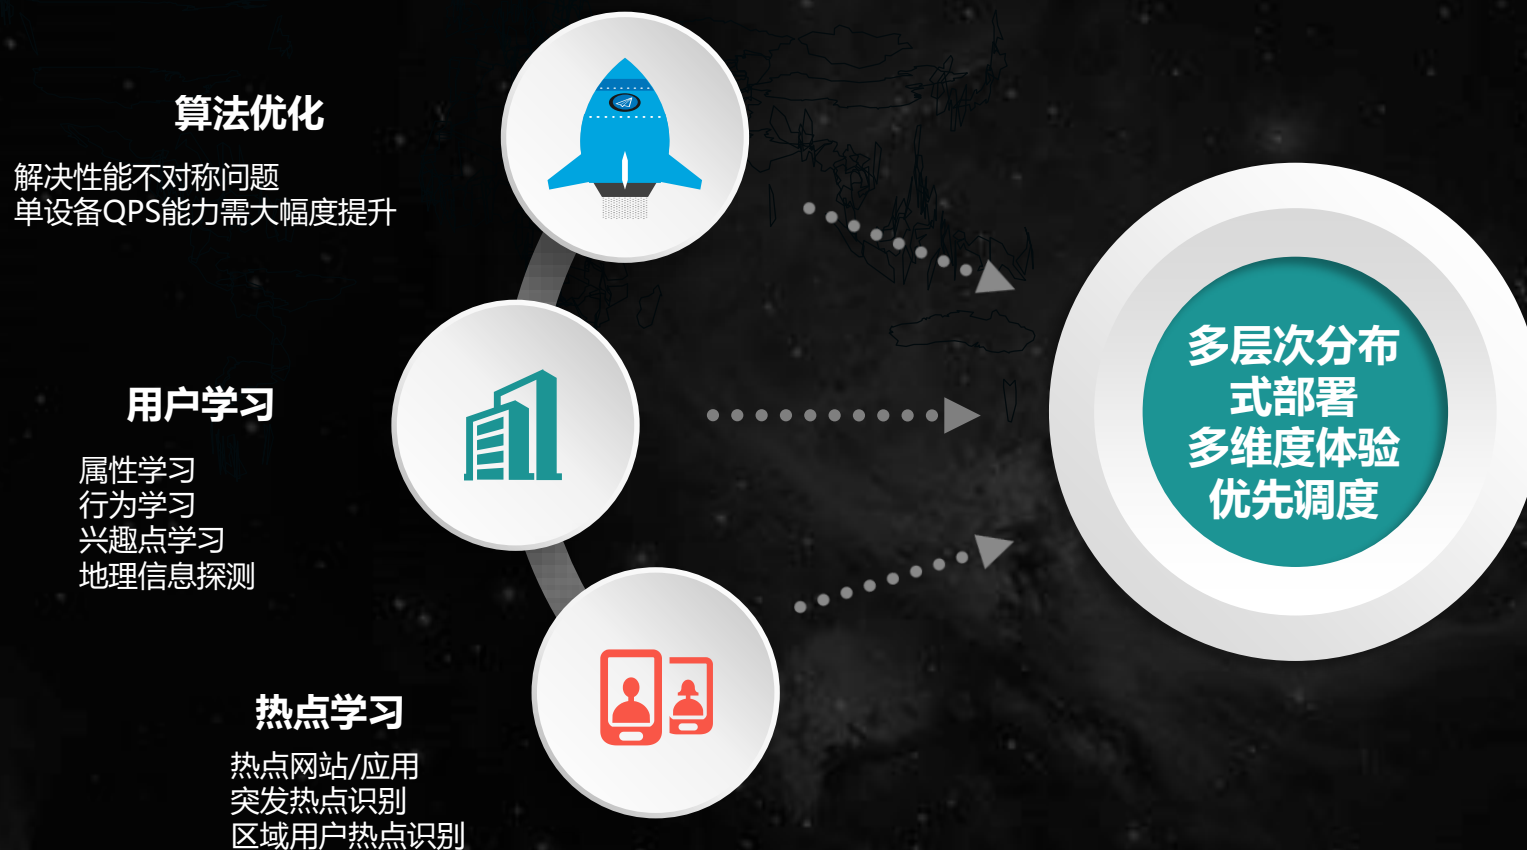 算法优化
解决性能不对称问题
单设备QPS能力需大幅度提升
用户学习
属性学习
行为学习
兴趣点学习
地理信息探测
热点学习
热点网站/应用
突发热点识别
区域用户热点识别
多层次分布
式部署
多维度体验
优先调度